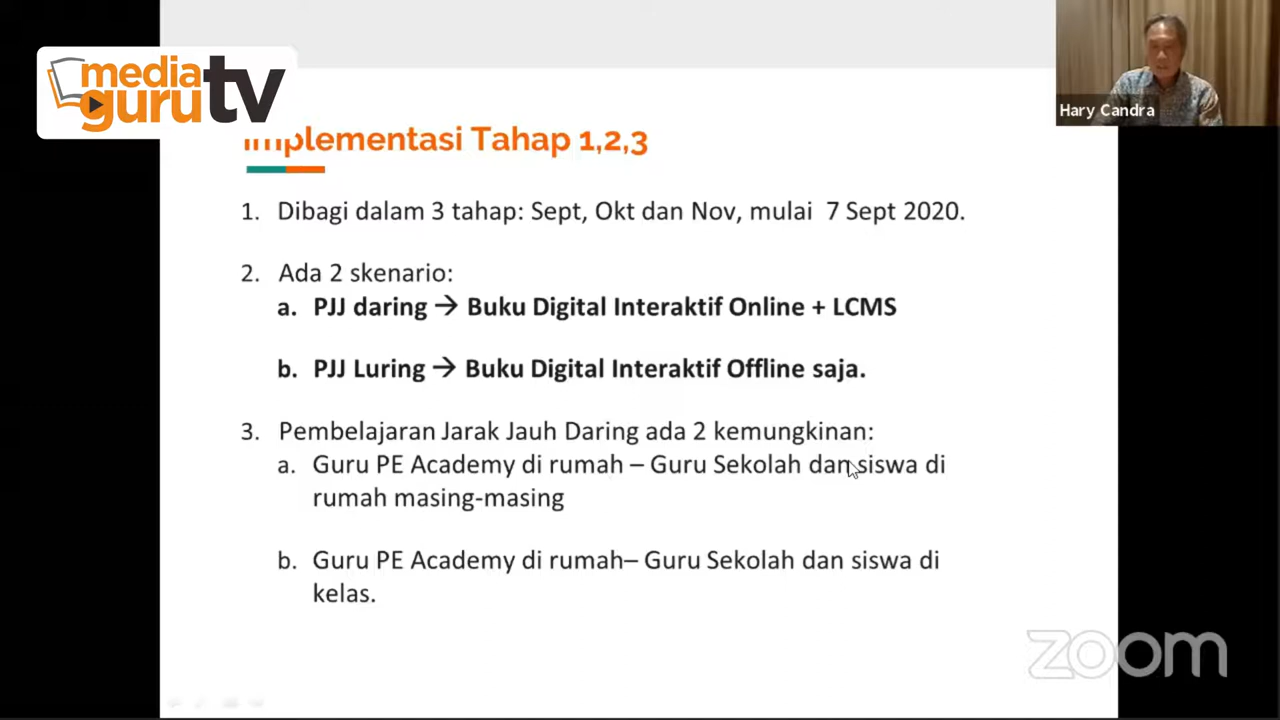 media
guru tv
Hary Candra
Implementasi Tahap 1,2,3
1. Dibagi dalam 3 tahap: Sept, Okt dan Nov, mulai 7 Sept 2020.
2. Ada 2 skenario:
a. PJJ daring → Buku Digital Interaktif Online + LCMS
b. PJJ Luring → Buku Digital Interaktif Offline saja.
3. Pembelajaran Jarak Jauh Daring ada 2 kemungkinan:
a. Guru PE Academy di rumah – Guru Sekolah dan siswa di
rumah masing-masing
b. Guru PE Academy di rumah– Guru Sekolah dan siswa di
kelas.
zoom